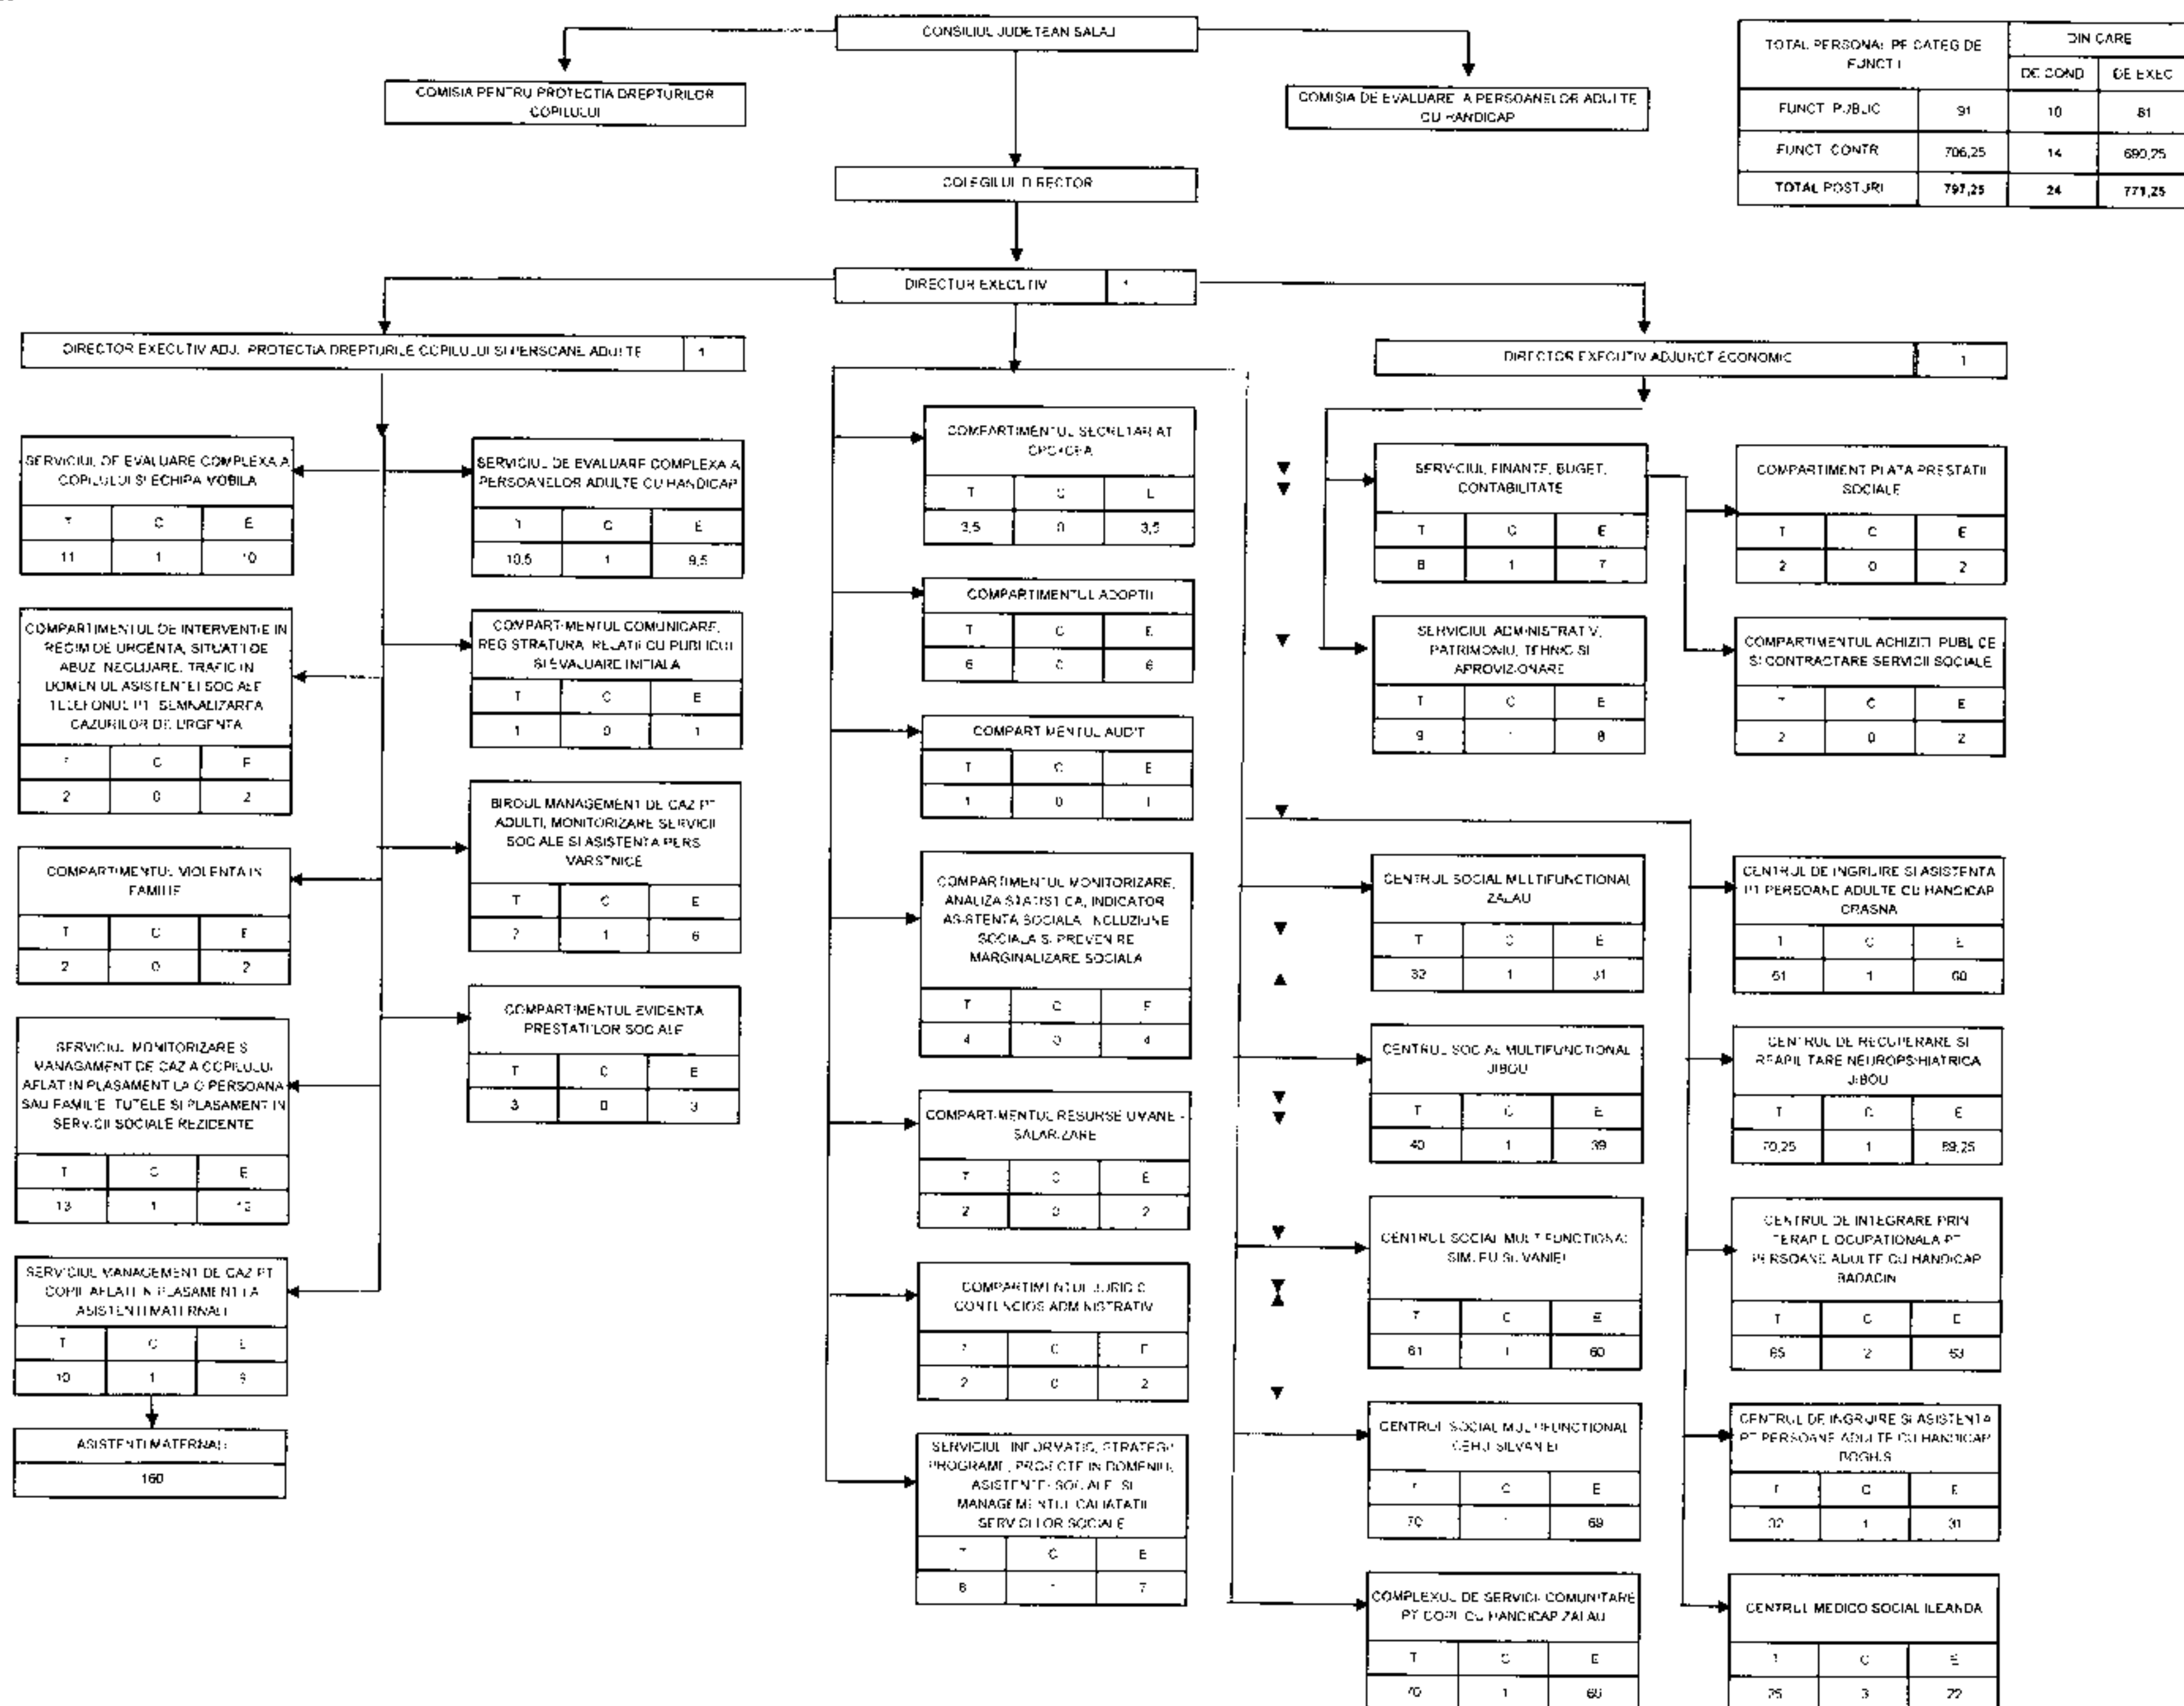 CONSILIUL JUDETEAN SALAJ
COMISIA PENTRU PROTECTIA DREPTURILOR
COPILULUI
COMISIA DE EVALUARE A PERSOANELOR ADULTE
CU HANDICAP
TOTAL PERSONAL PE CATEG DE
FUNCTII
DIN CARE
DE COND DE EXEC
FUNCT PUBLIC 91 10 81
FUNCT CONTR 706,25 14 690,25
TOTAL POSTURI 797,25 24 771,25
COLEGIUL DIRECTOR
DIRECTOR EXECUTIV 1
DIRECTOR EXECUTIV ADJ. PROTECTIA DREPTURILE COPILULUI SI PERSOANE ADULTE 1
DIRECTOR EXECUTIV ADJUNCT ECONOMIC 1
SERVICIUL DE EVALUARE COMPLEXA A
COPILULUI SI ECHIPA MOBILA
T C E
11 1 10
COMPARTIMENTUL DE INTERVENTIE IN
REGIM DE URGENTA, SITUATII DE
ABUZ, NEGLIJARE, TRAFIC IN
DOMENIUL ASISTENTEI SOCIALE
TELEFONUL PT. SEMNALIZAREA
CAZURILOR DE URGENTA
T C E
2 0 2
COMPARTIMENTUL VIOLENTA IN
FAMILIE
T C E
2 0 2
SERVICIUL MONITORIZARE SI
MANAGEMENT DE CAZ A COPILULUI
AFLAT IN PLASAMENT LA O PERSOANA
SAU FAMILIE, TUTELE SI PLASAMENT IN
SERVICII SOCIALE REZIDENTE
T C E
13 1 12
SERVICIUL MANAGEMENT DE CAZ PT
COPII AFLATI IN PLASAMENT LA
ASISTENTI MATERNALI
T C E
10 1 9
ASISTENTI MATERNALI
160
SERVICIUL DE EVALUARE COMPLEXA A
PERSOANELOR ADULTE CU HANDICAP
T C E
10,5 1 9,5
COMPARTIMENTUL COMUNICARE,
REGISTRATURA, RELATII CU PUBLICUL
SI EVALUARE INITIALA
T C E
1 0 1
BIROUL MANAGEMENT DE CAZ PT
ADULTI, MONITORIZARE SERVICII
SOCIALE SI ASISTENTA PERS
VARSTNICE
T C E
7 1 6
COMPARTIMENTUL EVIDENTA
PRESTATIILOR SOCIALE
T C E
3 0 3
COMPARTIMENTUL SECRETARIAT
T C E
3,5 0 3,5
COMPARTIMENTUL ADOPTII
T C E
6 0 6
COMPARTIMENTUL AUDIT
T C E
1 0 1
COMPARTIMENTUL MONITORIZARE,
ANALIZA STATISTICA, INDICATOR
ASISTENTA SOCIALA, INCLUZIUNE
SOCIALA SI PREVENIRE
MARGINALIZARE SOCIALA
T C E
4 0 4
COMPARTIMENTUL RESURSE UMANE -
SALARIZARE
T C E
2 0 2
COMPARTIMENTUL JURIDIC
CONTENCIOS ADMINISTRATIV
T C E
2 0 2
SERVICIUL INFORMATIC, STRATEGII
PROGRAME, PROIECTE IN DOMENIUL
ASISTENTEI SOCIALE SI
MANAGEMENTUL CALITATII
SERVICIILOR SOCIALE
T C E
8 1 7
SERVICIUL FINANTE, BUGET,
CONTABILITATE
T C E
8 1 7
SERVICIUL ADMINISTRATIV,
PATRIMONIU, TEHNIC SI
APROVIZIONARE
T C E
9 1 8
COMPARTIMENT PLATA PRESTATII
SOCIALE
T C E
2 0 2
COMPARTIMENTUL ACHIZITII PUBLICE
SI CONTRACTARE SERVICII SOCIALE
T C E
2 0 2
CENTRUL SOCIAL MULTIFUNCTIONAL
ZALAU
T C E
32 1 31
CENTRUL SOCIAL MULTIFUNCTIONAL
JIBOU
T C E
40 1 39
CENTRUL SOCIAL MULTIFUNCTIONAL
SIMLEU SILVANIEI
T C E
61 1 60
CENTRUL SOCIAL MULTIFUNCTIONAL
CEHU SILVANIEI
T C E
70 1 69
COMPLEXUL DE SERVICII COMUNITARE
PT COPII CU HANDICAP ZALAU
T C E
70 1
CENTRUL DE INGRIJIRE SI ASISTENTA
PT PERSOANE ADULTE CU HANDICAP
CRASNA
T C E
61 1 60
CENTRUL DE RECUPERARE SI
REABILITARE NEUROPSIHIATRICA
JIBOU
T C E
70,25 1 69,25
CENTRUL DE INTEGRARE PRIN
TERAPIE OCUPATIONALA PT
PERSOANE ADULTE CU HANDICAP
BADACIN
T C E
65 2 63
CENTRUL DE INGRIJIRE SI ASISTENTA
PT PERSOANE ADULTE CU HANDICAP
BOGHIS
T C E
32 1 31
CENTRUL MEDICO SOCIAL ILEANDA
T C E
25 3 22